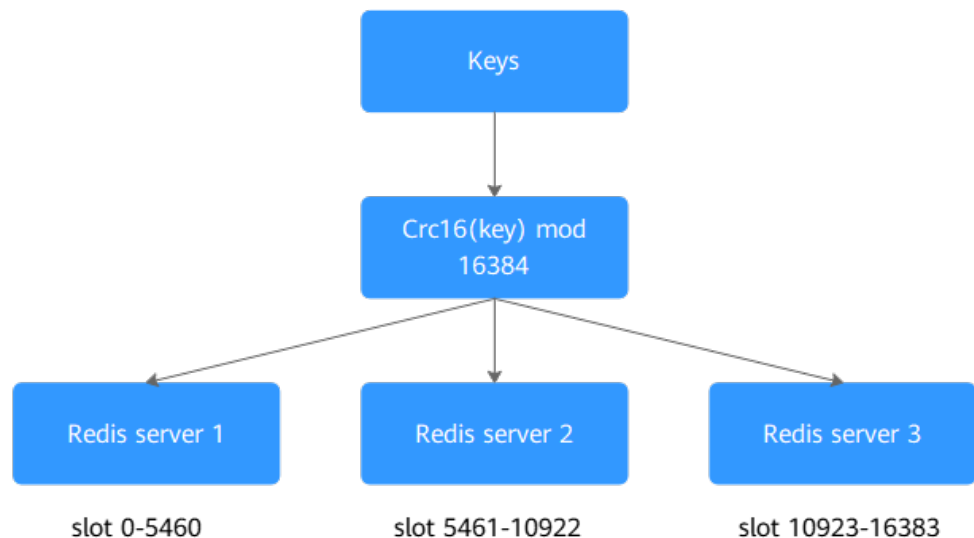 Keys
Crc16(key) mod
16384
Redis server 1
Redis server 2
Redis server 3
slot 0-5460
slot 5461-10922
slot 10923-16383